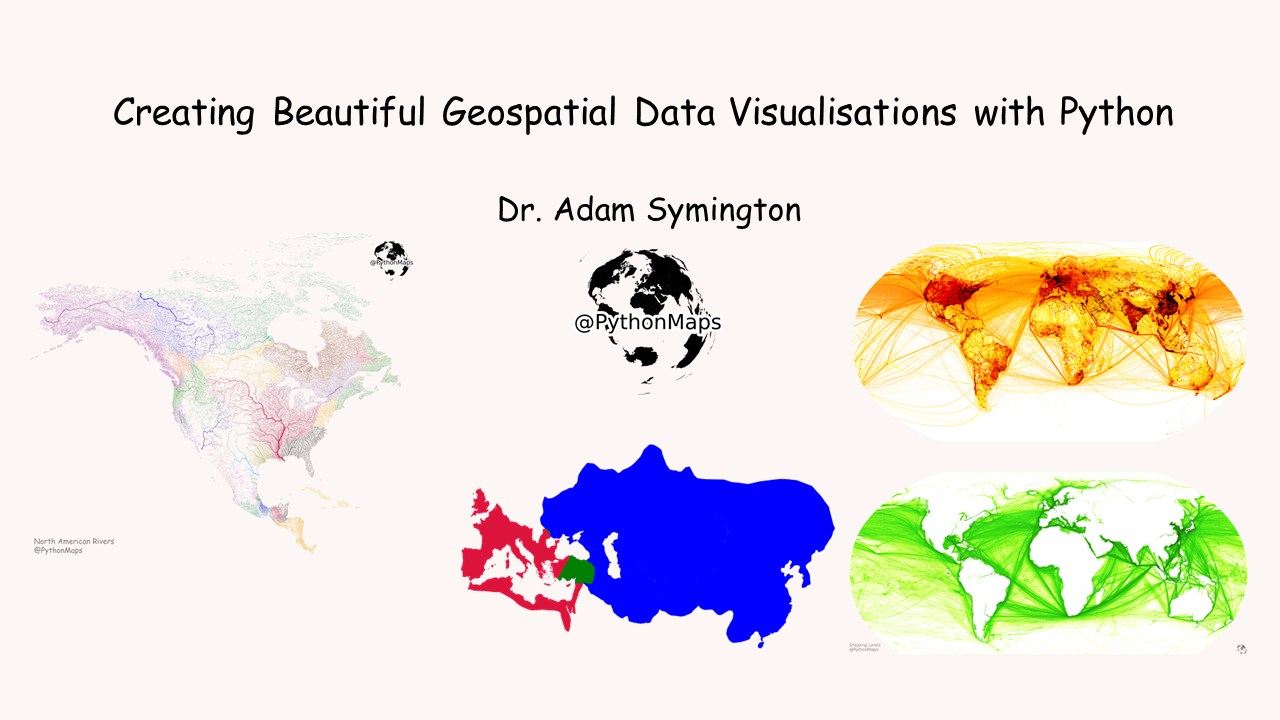 Creating Beautiful Geospatial Data Visualisations with Python
Dr. Adam Symington
@PythonMaps
@PythonMaps
North American Rivers
@PythonMaps
Shipping Lanes
@PythonMaps